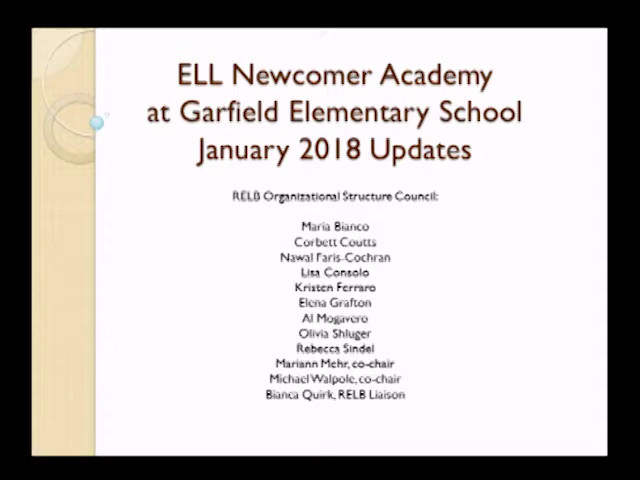 ELL Newcomer Academy
at Garfield Elementary School
January 2018 Updates
RELB Organizational Structure Council:
Maria Bianco
Corbett Coutts
Nawal Faris-Cochran
Lisa Consolo
Kristen Ferraro
Elena Grafton
Al Mogavero
Olivia Shluger
Rebecca Sindel
Mariann Mehr, co-chair
Michael Walpole, co-chair
Bianca Quirk, RELB Liaison